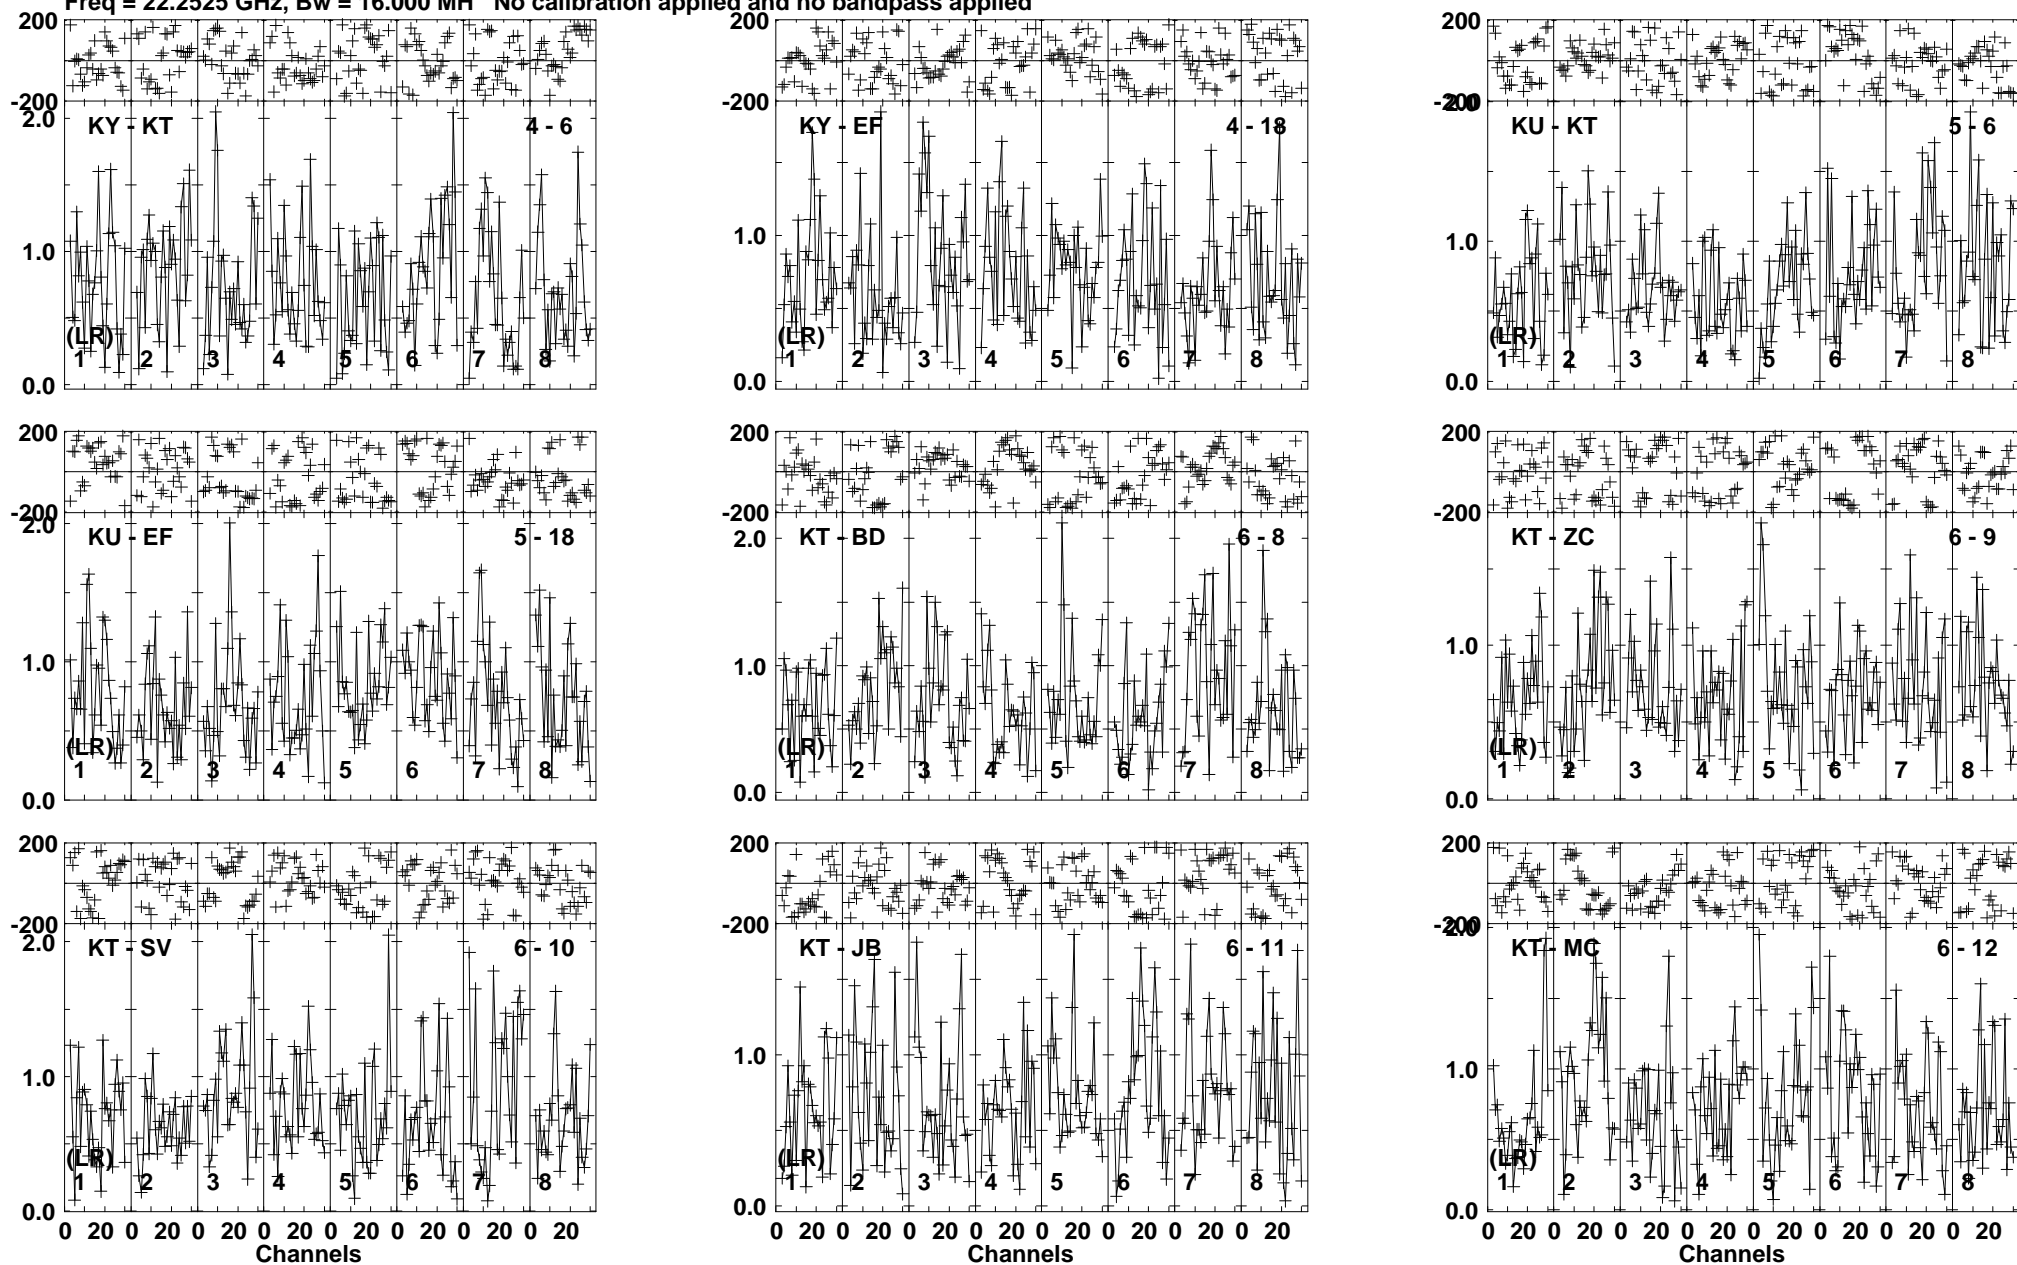 Freq = 22.2525 GHz, Bw = 16.000 MH No calibration applied and no bandpass applied
200 200 200
-200 -200 -200
2.0 2.0
KY - KT 4 - 6 KY - EF 4 - 18 KU - KT 5 - 6
1.0 1.0 1.0
(LR) (LR) (LR)
1 2 3 4 5 6 7 8 1 2 3 4 5 6 7 8 1 2 3 4 5 6 7 8
0.0 0.0 0.0
200 200 200
-200 -200 -200
2.0 2.0
KU - EF 5 - 18 KT - BD 6 - 8 KT - ZC 6 - 9
1.0 1.0 1.0
(LR) (LR) (LR)
1 2 3 4 5 6 7 8 1 2 3 4 5 6 7 8 1 2 3 4 5 6 7 8
0.0 0.0 0.0
200 200 200
-200 -200 -200
2.0 2.0
KT - SV 6 - 10 KT - JB 6 - 11 KT - MC 6 - 12
1.0 1.0 1.0
(LR) (LR) (LR)
1 2 3 4 5 6 7 8 1 2 3 4 5 6 7 8 1 2 3 4 5 6 7 8
0.0 0.0 0.0
0 20 0 20 0 20 0 20 0 20 0 20 0 20 0 20 0 20 0 20 0 20 0 20 0 20 0 20 0 20 0 20 0 20 0 20 0 20 0 20 0 20 0 20 0 20 0 20
Channels Channels Channels